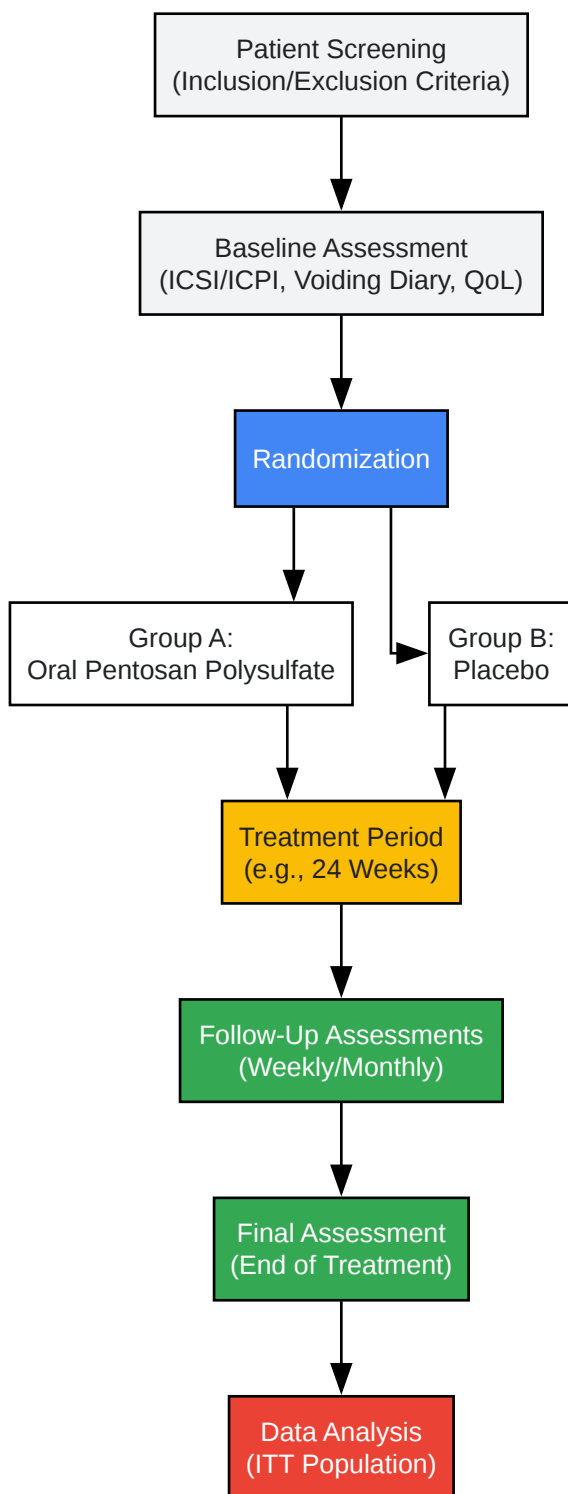 Patient Screening
(Inclusion/Exclusion Criteria)
Baseline Assessment
(ICSI/ICPI, Voiding Diary, QoL)
Randomization
Group A:
Oral Pentosan Polysulfate
Group B:
Placebo
Treatment Period
(e.g., 24 Weeks)
Follow-Up Assessments
(Weekly/Monthly)
Final Assessment
(End of Treatment)
Data Analysis
(ITT Population)